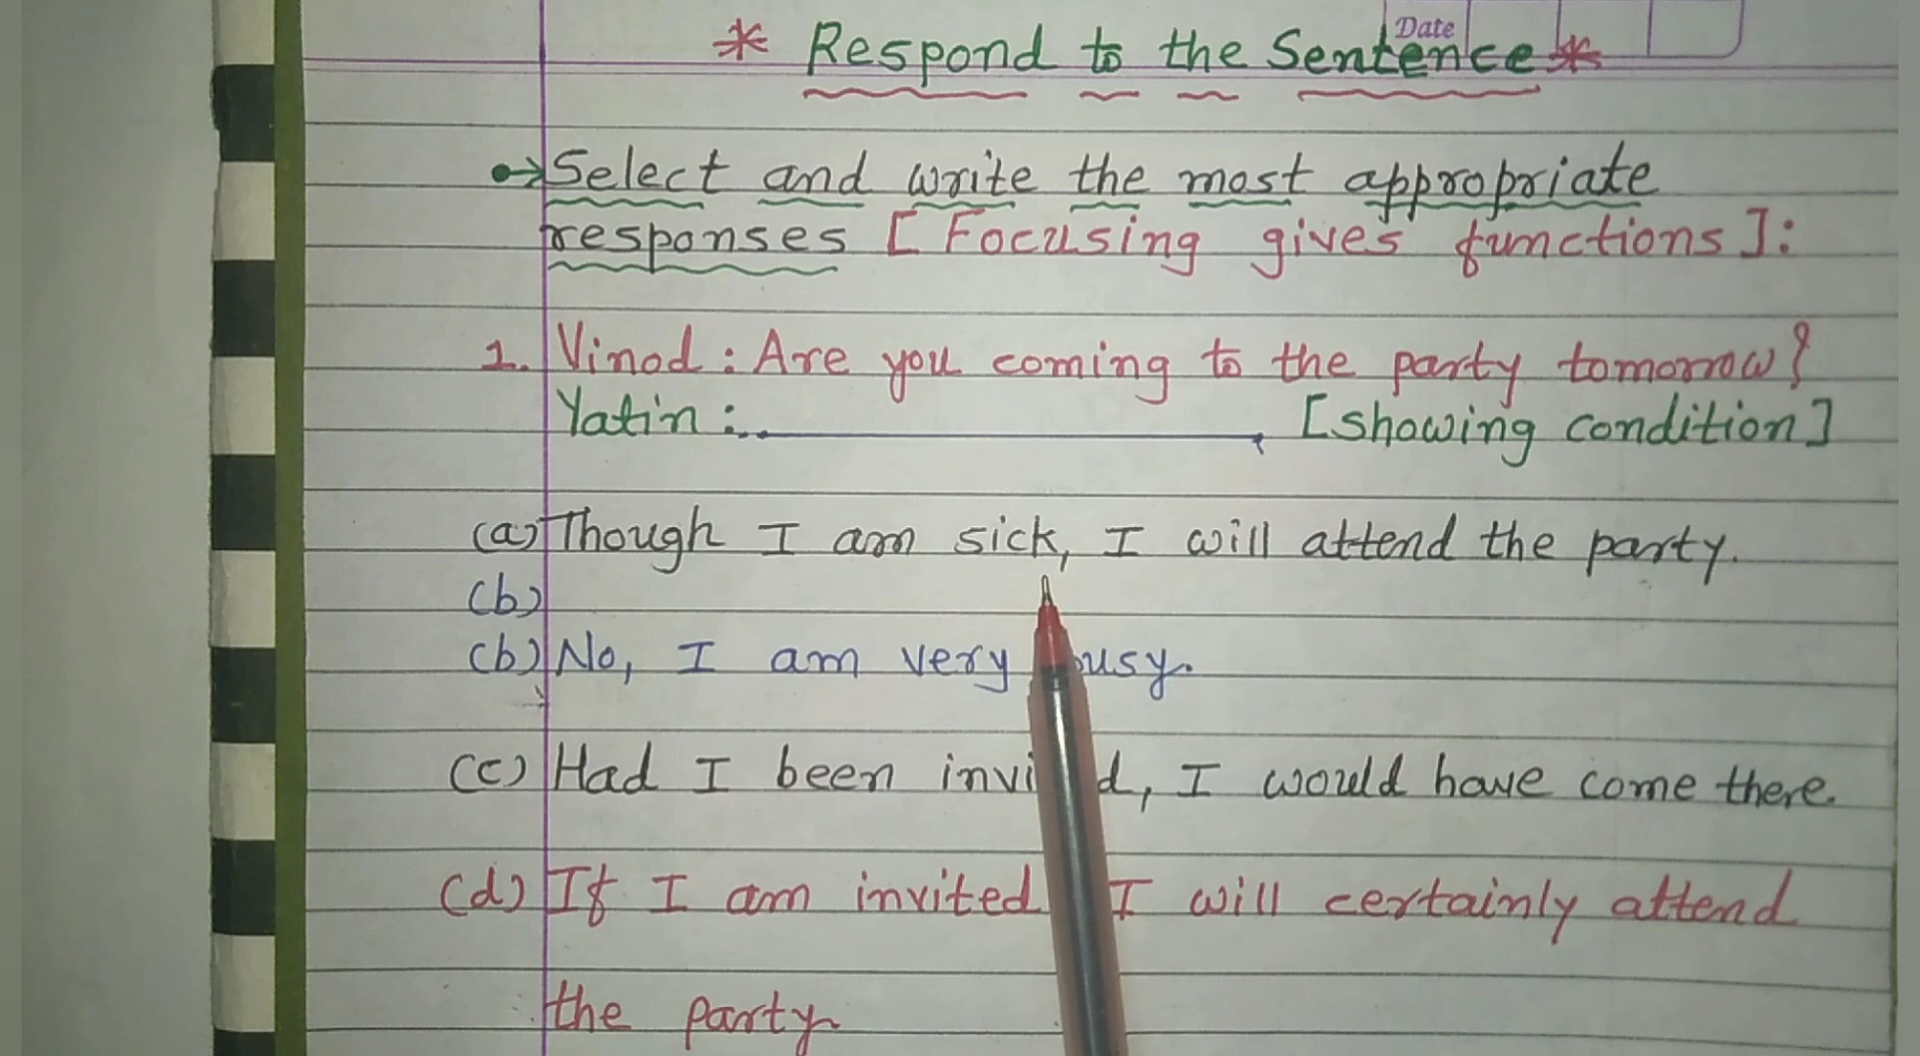 Date
* Respond to the Sentence *
Select and write the most appropriate
responses [Focusing gives functions]:
1. Vinod: Are you coming to the party tomorrow?
Yatin: [showing condition]
(a) Though I am sick, I will attend the party.
(b)
(b) No, I am very busy.
(c) Had I been invi d, I would have come there.
(d) If I am invited I will certainly attend
the party